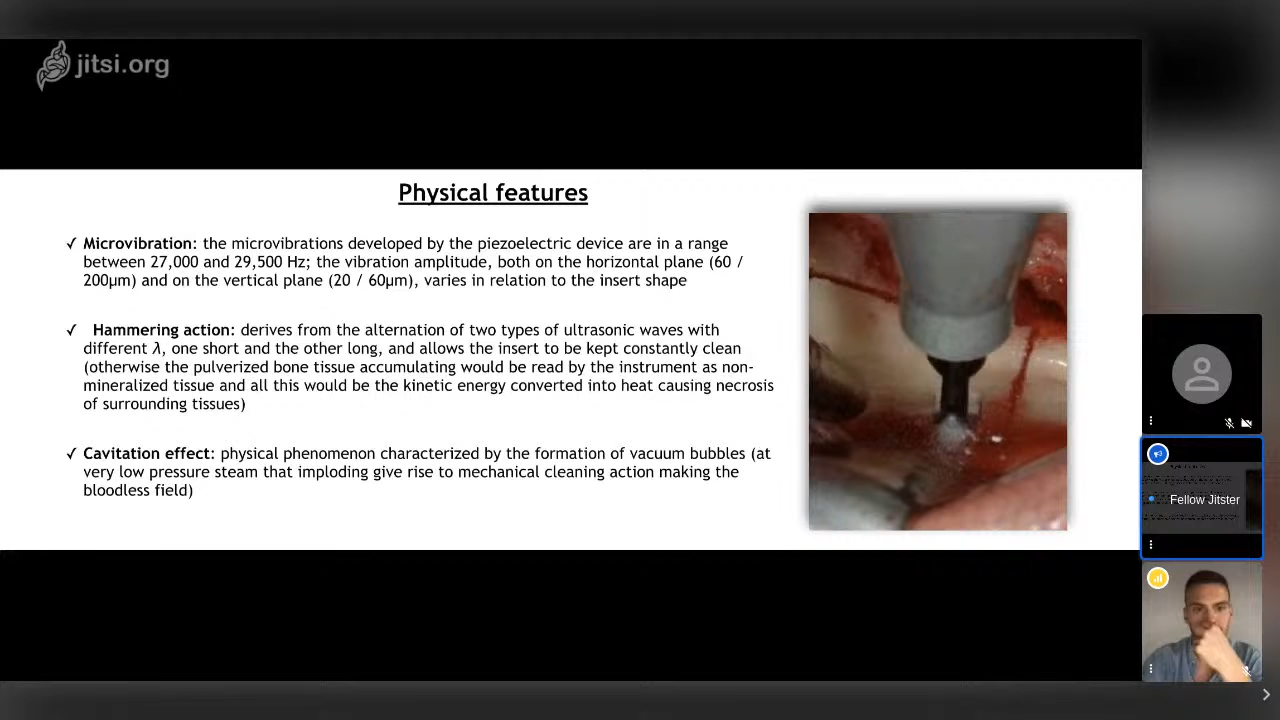 jitsi.org
Physical features
✓ Microvibration: the microvibrations developed by the piezoelectric device are in a range
between 27,000 and 29,500 Hz; the vibration amplitude, both on the horizontal plane (60 /
200μm) and on the vertical plane (20 / 60μm), varies in relation to the insert shape
✓ Hammering action: derives from the alternation of two types of ultrasonic waves with
different λ, one short and the other long, and allows the insert to be kept constantly clean
(otherwise the pulverized bone tissue accumulating would be read by the instrument as non-
mineralized tissue and all this would be the kinetic energy converted into heat causing necrosis
of surrounding tissues)
✓ Cavitation effect: physical phenomenon characterized by the formation of vacuum bubbles (at
very low pressure steam that imploding give rise to mechanical cleaning action making the
bloodless field)
Fellow Jitster